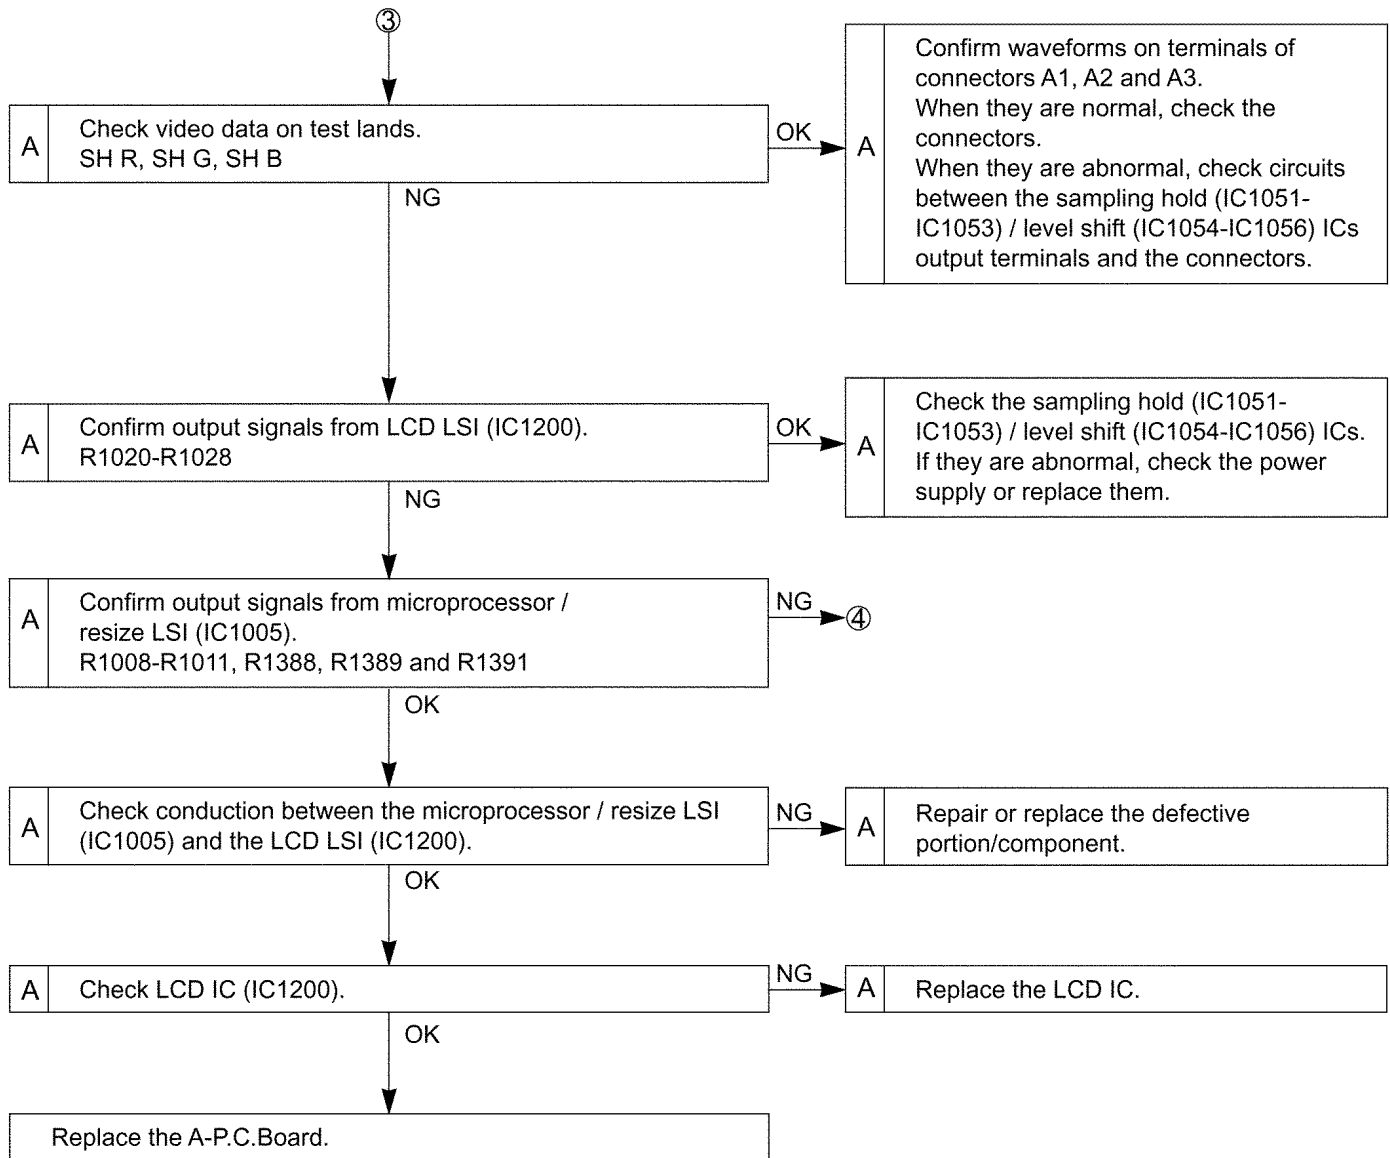 ③
A
Check video data on test lands.
SH R, SH G, SH B
OK
A
Confirm waveforms on terminals of
connectors A1, A2 and A3.
When they are normal, check the
connectors.
When they are abnormal, check circuits
between the sampling hold (IC1051-
IC1053) / level shift (IC1054-IC1056) ICs
output terminals and the connectors.
NG
A
Confirm output signals from LCD LSI (IC1200).
R1020-R1028
OK
A
Check the sampling hold (IC1051-
IC1053) / level shift (IC1054-IC1056) ICs.
If they are abnormal, check the power
supply or replace them.
NG
A
Confirm output signals from microprocessor /
resize LSI (IC1005).
R1008-R1011, R1388, R1389 and R1391
NG
④
OK
A
Check conduction between the microprocessor / resize LSI
(IC1005) and the LCD LSI (IC1200).
NG
A
Repair or replace the defective
portion/component.
OK
A
Check LCD IC (IC1200).
NG
A
Replace the LCD IC.
OK
Replace the A-P.C.Board.